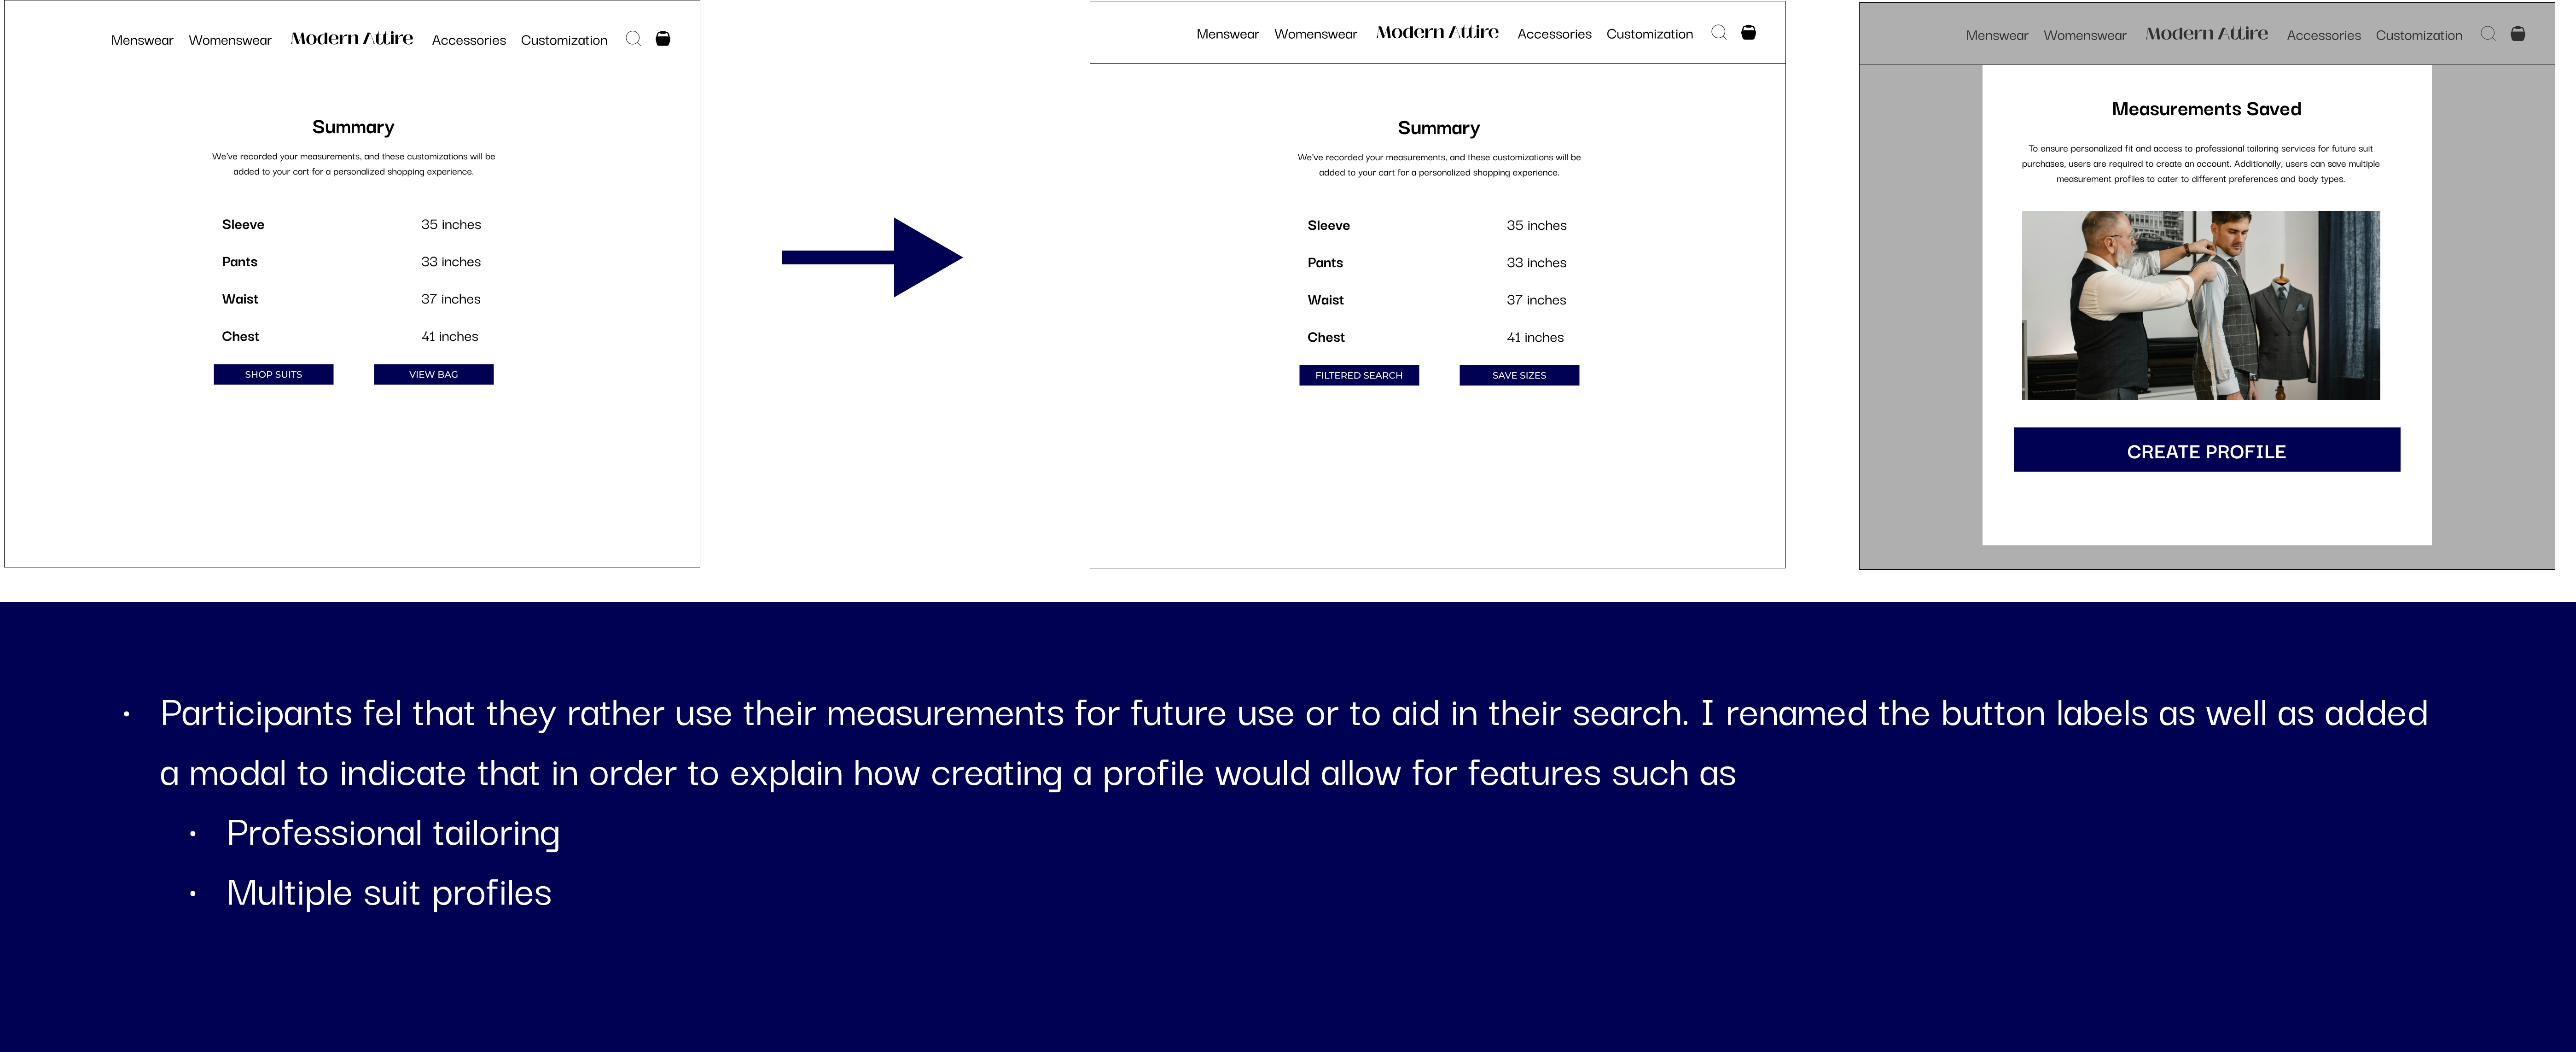 Menswear Womenswear Modern Attire Accessories Customization
Summary
We've recorded your measurements, and these customizations will be
added to your cart for a personalized shopping experience.
Sleeve 35 inches
Pants 33 inches
Waist 37 inches
Chest 41 inches
SHOP SUITS VIEW BAG
Menswear Womenswear Modern Attire Accessories Customization
Summary
We've recorded your measurements, and these customizations will be
added to your cart for a personalized shopping experience.
Sleeve 35 inches
Pants 33 inches
Waist 37 inches
Chest 41 inches
FILTERED SEARCH SAVE SIZES
Menswear Womenswear Modern Attire Accessories Customization
Measurements Saved
To ensure personalized fit and access to professional tailoring services for future suit
purchases, users are required to create an account. Additionally, users can save multiple
measurement profiles to cater to different preferences and body types.
CREATE PROFILE
• Participants fel that they rather use their measurements for future use or to aid in their search. I renamed the button labels as well as added
a modal to indicate that in order to explain how creating a profile would allow for features such as
• Professional tailoring
• Multiple suit profiles